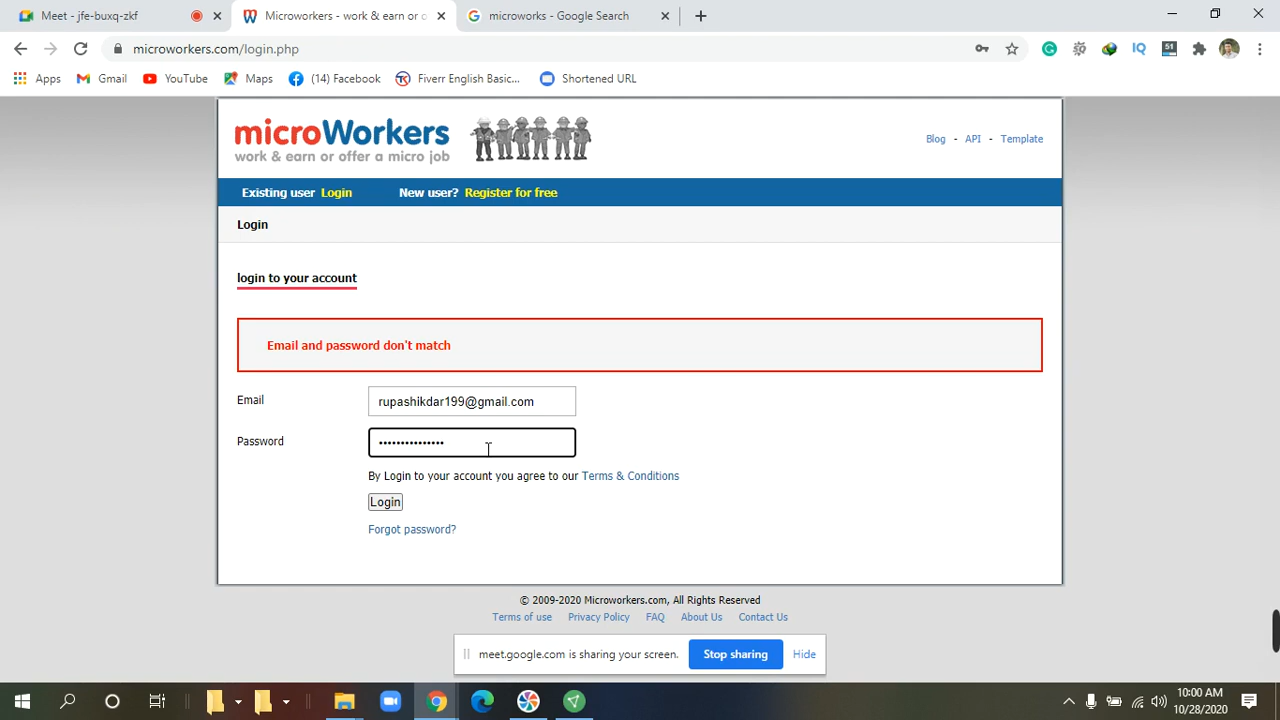 Meet - jfe-buxq-zkf
Microworkers - work & earn or o
microworks - Google Search
microworkers.com/login.php
51
IQ
Apps
Gmail
YouTube
Maps
(14) Facebook
Fiverr English Basic...
Shortened URL
microWorkers
work & earn or offer a micro job
Blog - API - Template
Existing user Login New user? Register for free
Login
login to your account
Email and password don't match
Email rupashikdar199@gmail.com
Password •••••••••••••••
By Login to your account you agree to our Terms & Conditions
Login
Forgot password?
© 2009-2020 Microworkers.com, All Rights Reserved
Terms of use Privacy Policy FAQ About Us Contact Us
meet.google.com is sharing your screen. Stop sharing Hide
10:00 AM
10/28/2020